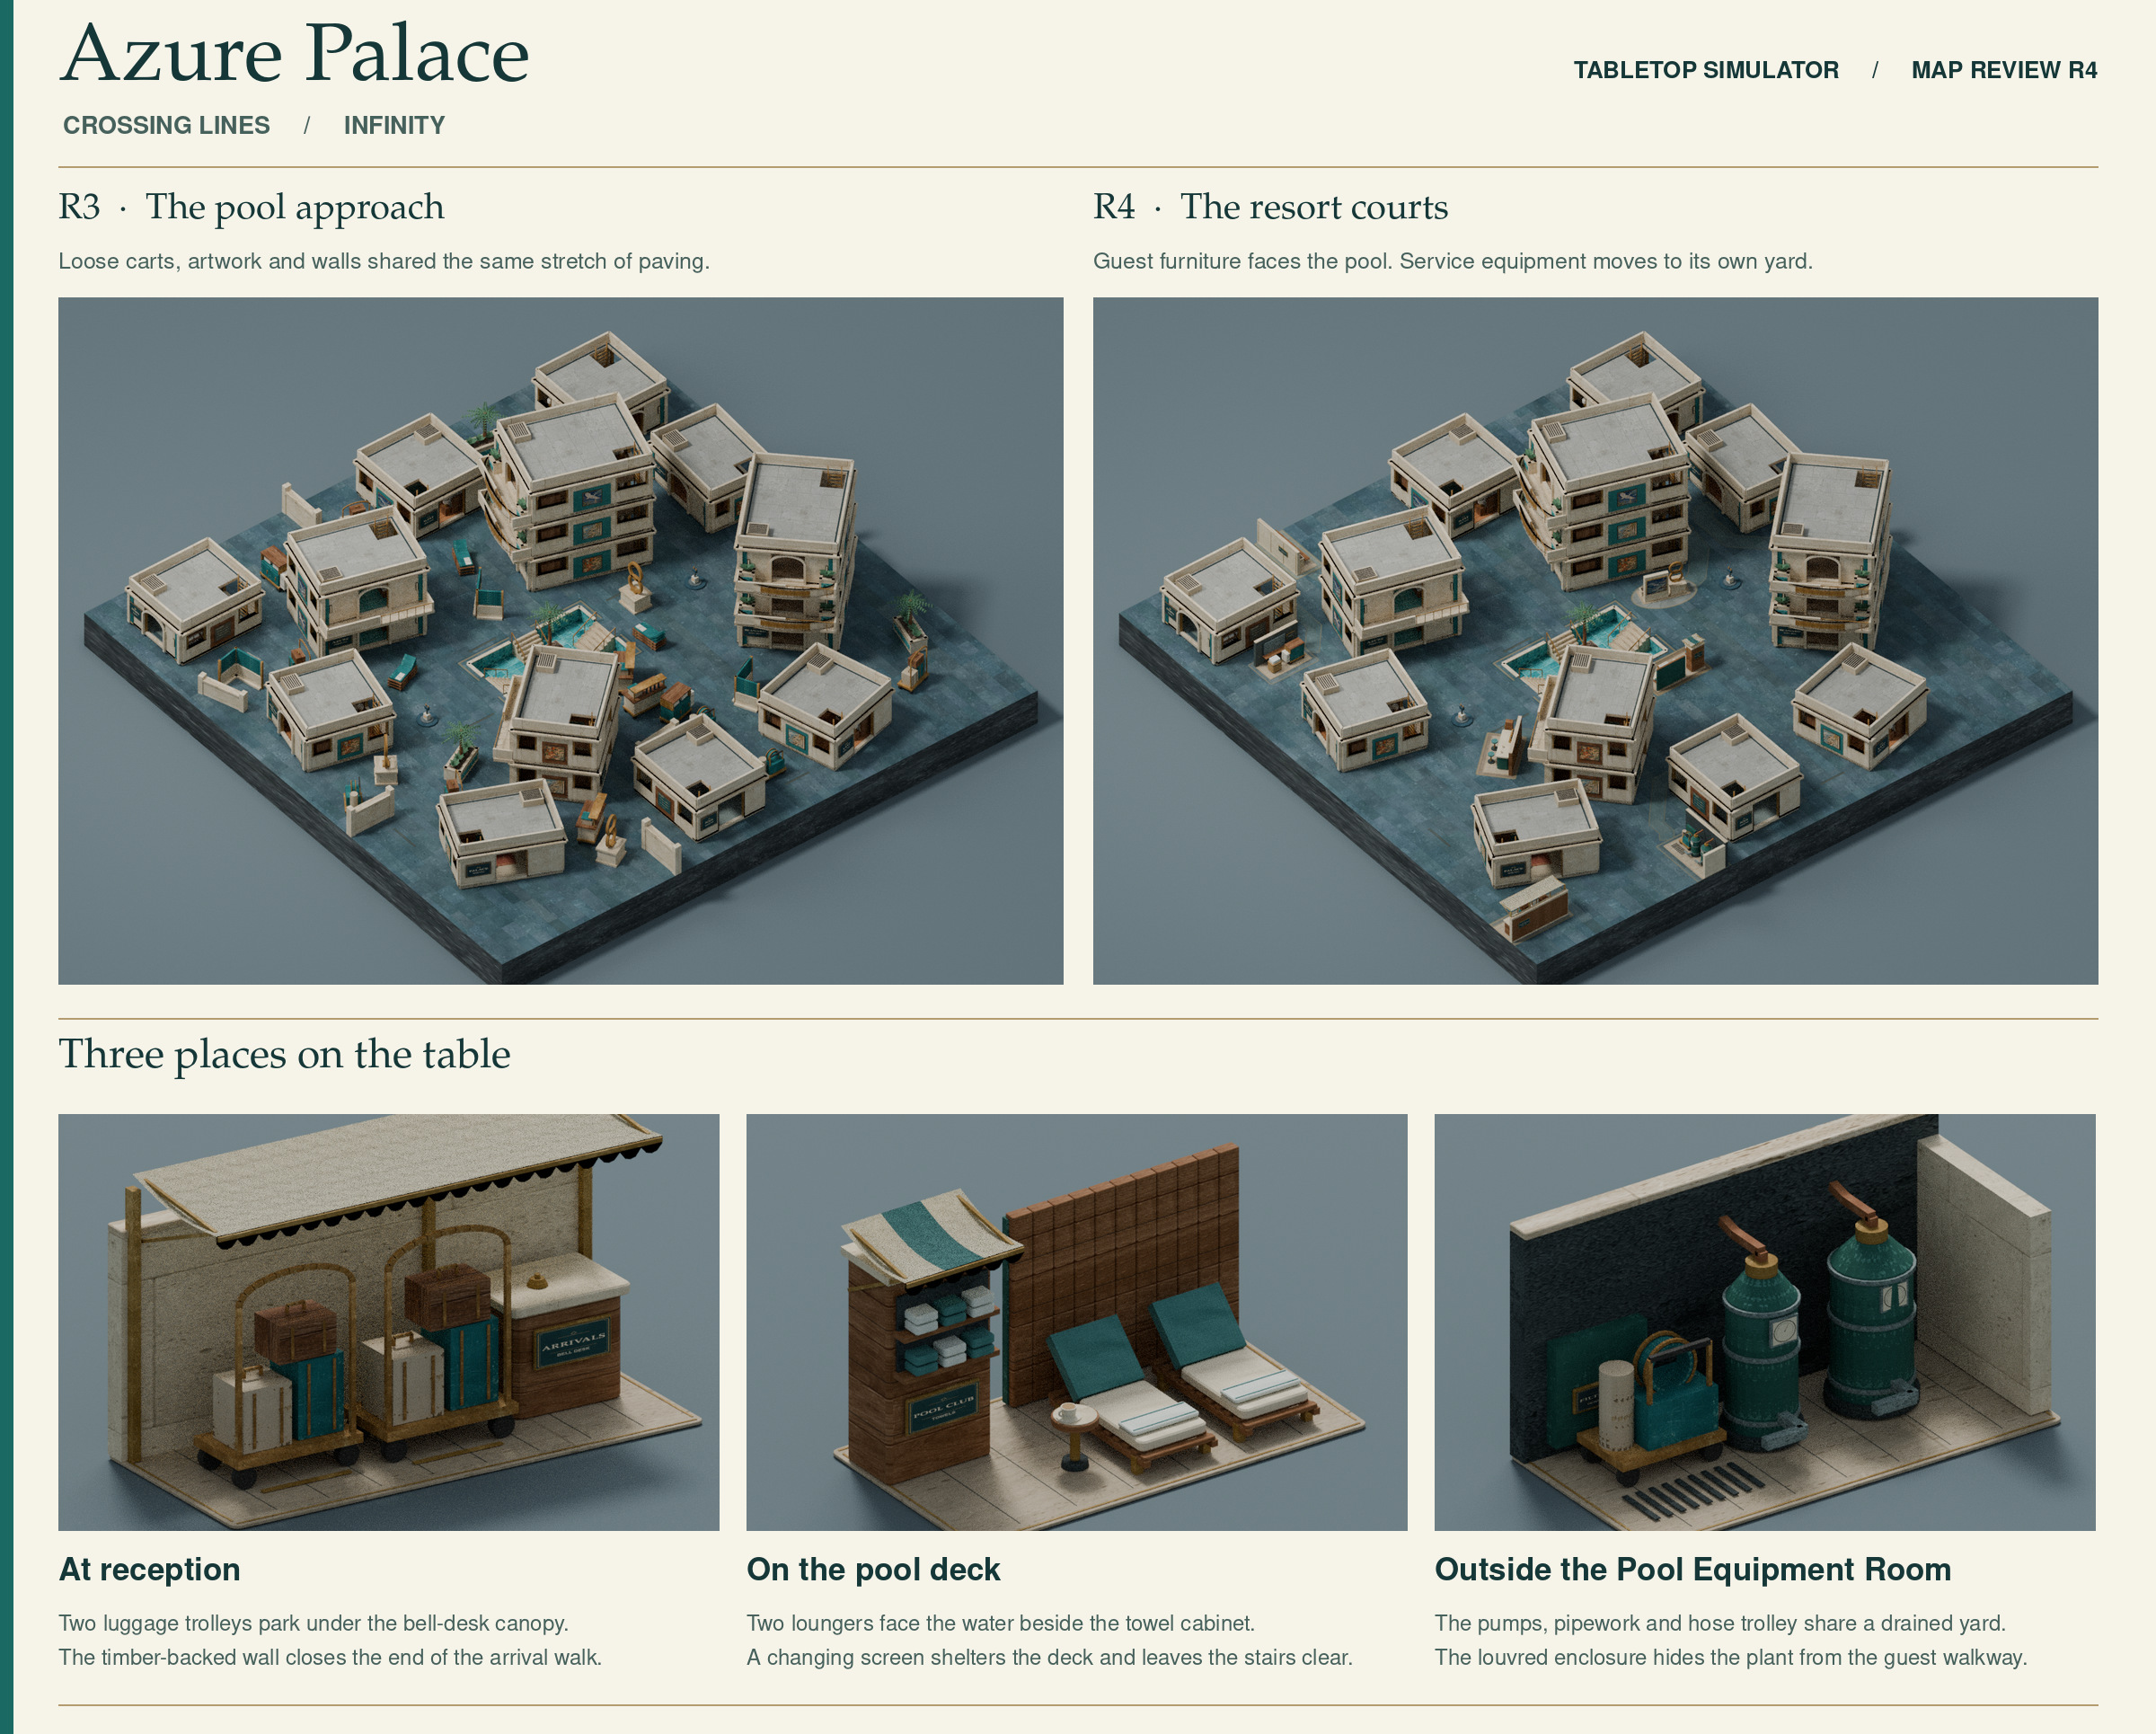 Azure Palace
TABLETOP SIMULATOR / MAP REVIEW R4
CROSSING LINES / INFINITY
R3 · The pool approach
Loose carts, artwork and walls shared the same stretch of paving.
R4 · The resort courts
Guest furniture faces the pool. Service equipment moves to its own yard.
Three places on the table
ARRIVALS
BELL DESK
POOL CLUB
TOWELS
At reception
Two luggage trolleys park under the bell-desk canopy.
The timber-backed wall closes the end of the arrival walk.
On the pool deck
Two loungers face the water beside the towel cabinet.
A changing screen shelters the deck and leaves the stairs clear.
Outside the Pool Equipment Room
The pumps, pipework and hose trolley share a drained yard.
The louvred enclosure hides the plant from the guest walkway.